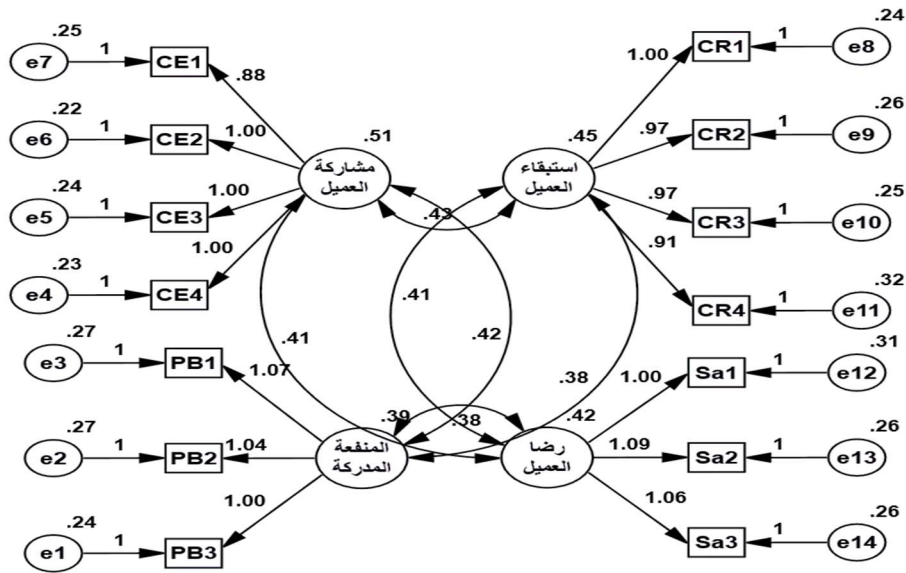 .25
e7
1
CE1
.88
.22
e6
1
CE2
1.00
.24
e5
1
CE3
1.00
.23
e4
1
CE4
1.00
.51
مشاركة
العميل
.45
استبقاء
العميل
.43
1.00
CR1
1
.24
e8
.97
CR2
1
.26
e9
.97
CR3
1
.25
e10
.91
CR4
1
.32
e11
.41
.42
.41
.38
.27
e3
1
PB1
1.07
.27
e2
1
PB2
1.04
.24
e1
1
PB3
1.00
.39
المنفعة
المدركة
.38
.42
رضا
العميل
1.00
Sa1
1
.31
e12
1.09
Sa2
1
.26
e13
1.06
Sa3
1
.26
e14